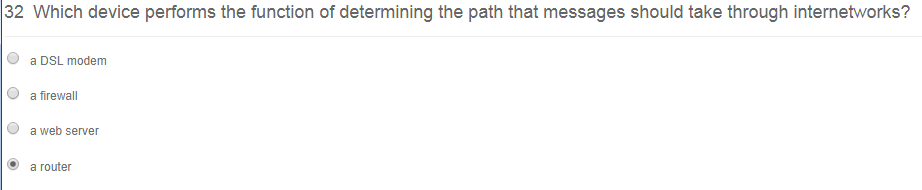 32 Which device performs the function of determining the path that messages should take through internetworks?
a DSL modem
a firewall
a web server
a router